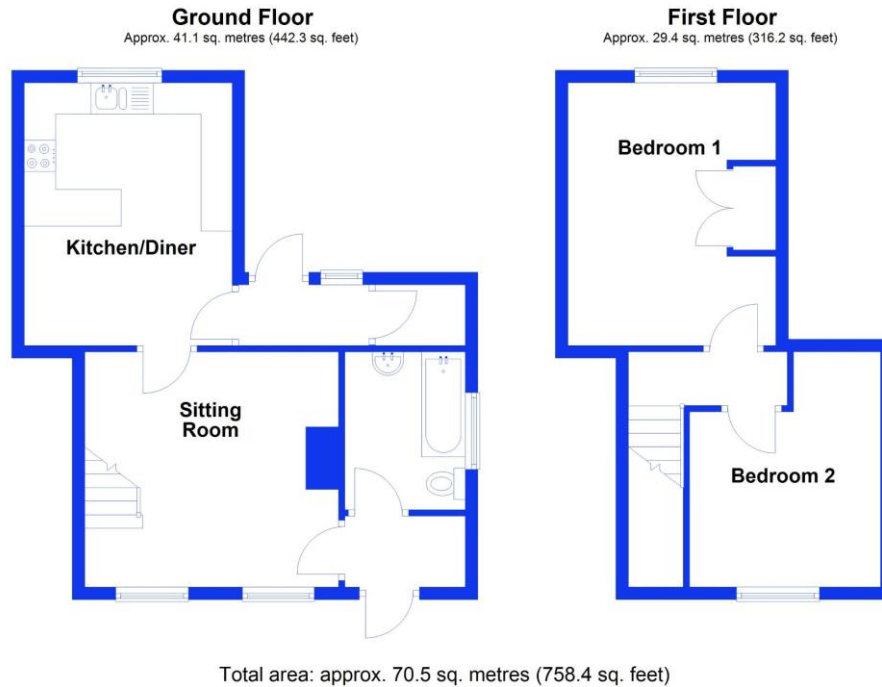 Ground Floor
Approx. 41.1 sq. metres (442.3 sq. feet)
Kitchen/Diner
Sitting
Room
First Floor
Approx. 29.4 sq. metres (316.2 sq. feet)
Bedroom 1
Bedroom 2
Total area: approx. 70.5 sq. metres (758.4 sq. feet)